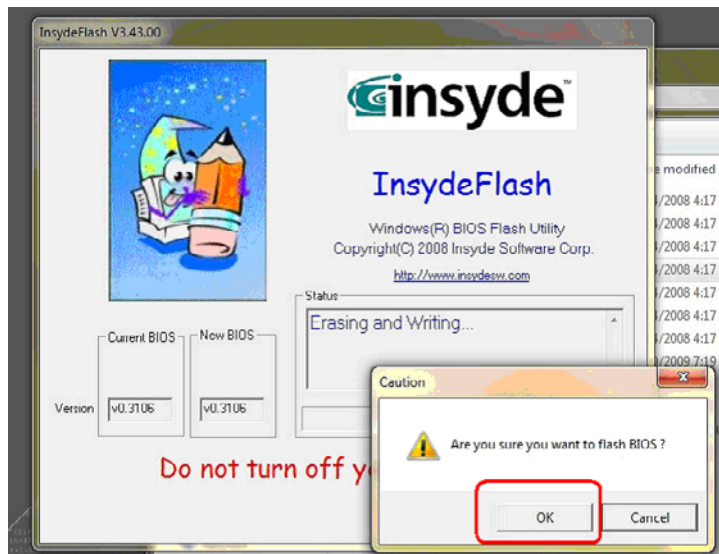 InsydeFlash V3.43.00
insyde™
InsydeFlash
Windows(R) BIOS Flash Utility
Copyright(C) 2008 Insyde Software Corp.
http://www.insydesw.com
Status
Erasing and Writing...
Current BIOS
New BIOS
Version
v0.3106
v0.3106
Do not turn off y
Caution
Are you sure you want to flash BIOS ?
OK
Cancel
e modified
/2008 4:17
/2008 4:17
/2008 4:17
/2008 4:17
/2008 4:17
/2008 4:17
/2008 4:17
/2009 7:19